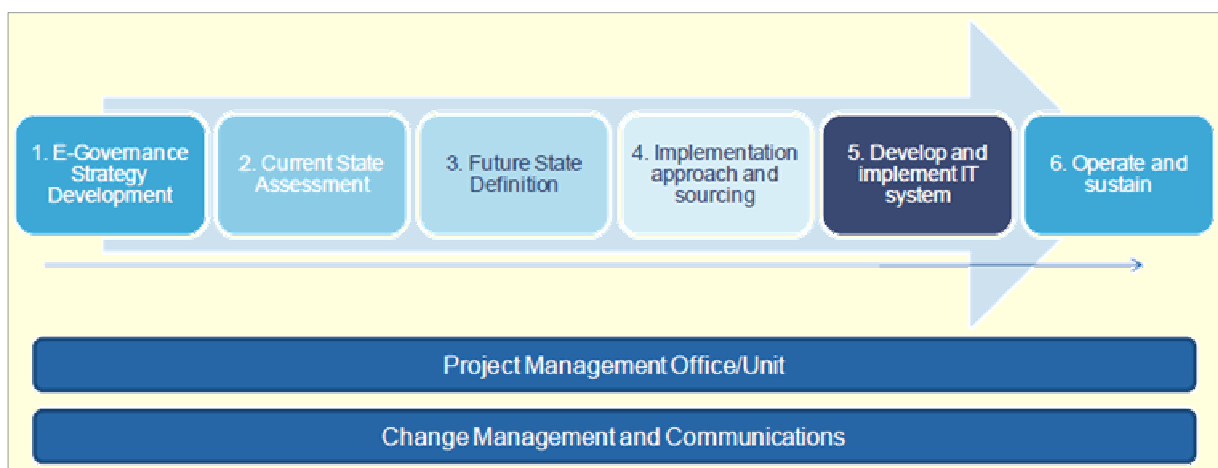 1. E-Governance
Strategy
Development
2. Current State
Assessment
3. Future State
Definition
4. Implementation
approach and
sourcing
5. Develop and
implement IT
system
6. Operate and
sustain
Project Management Office/Unit
Change Management and Communications